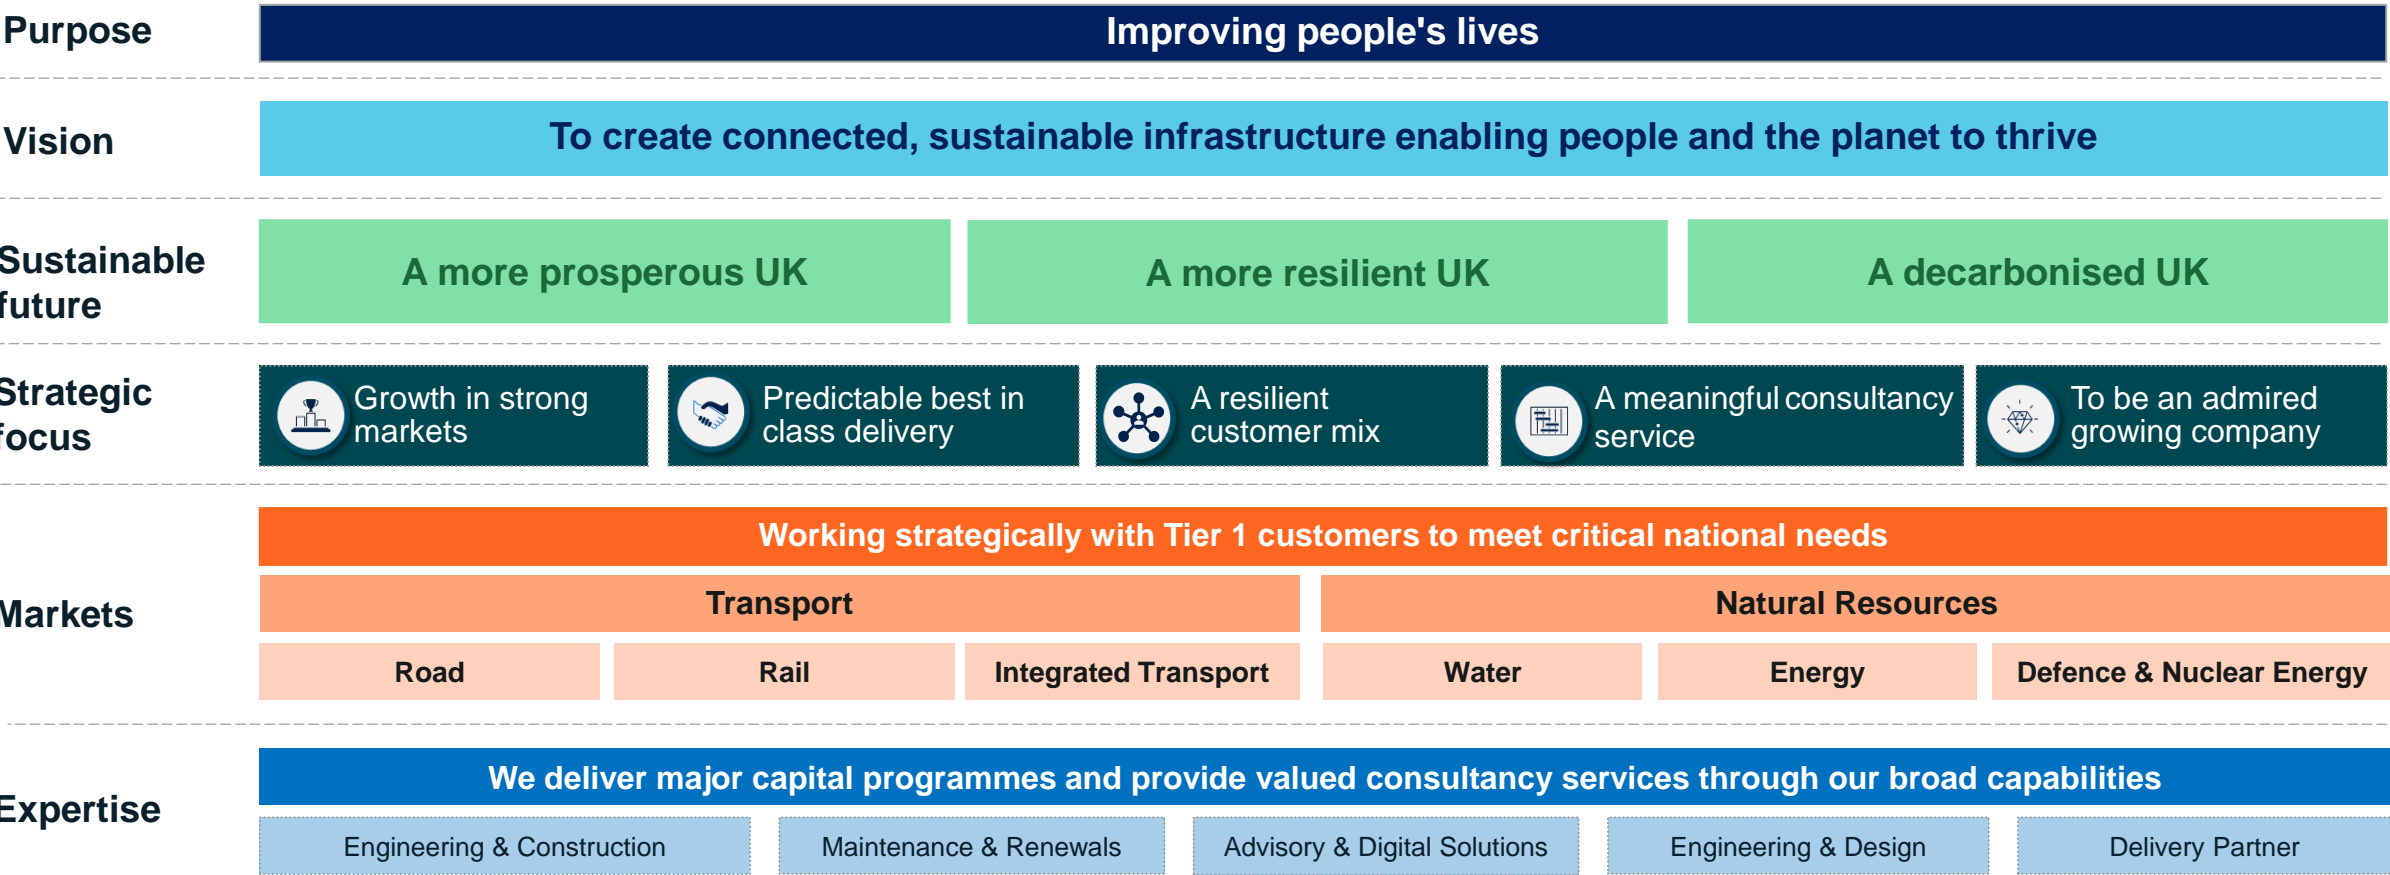 Purpose
Improving people's lives
Vision
To create connected, sustainable infrastructure enabling people and the planet to thrive
Sustainable
future
A more prosperous UK
A more resilient UK
A decarbonised UK
Strategic
focus
Growth in strong
markets
Predictable best in
class delivery
A resilient
customer mix
A meaningful consultancy
service
To be an admired
growing company
Markets
Working strategically with Tier 1 customers to meet critical national needs
Transport
Natural Resources
Road
Rail
Integrated Transport
Water
Energy
Defence & Nuclear Energy
Expertise
We deliver major capital programmes and provide valued consultancy services through our broad capabilities
Engineering & Construction
Maintenance & Renewals
Advisory & Digital Solutions
Engineering & Design
Delivery Partner